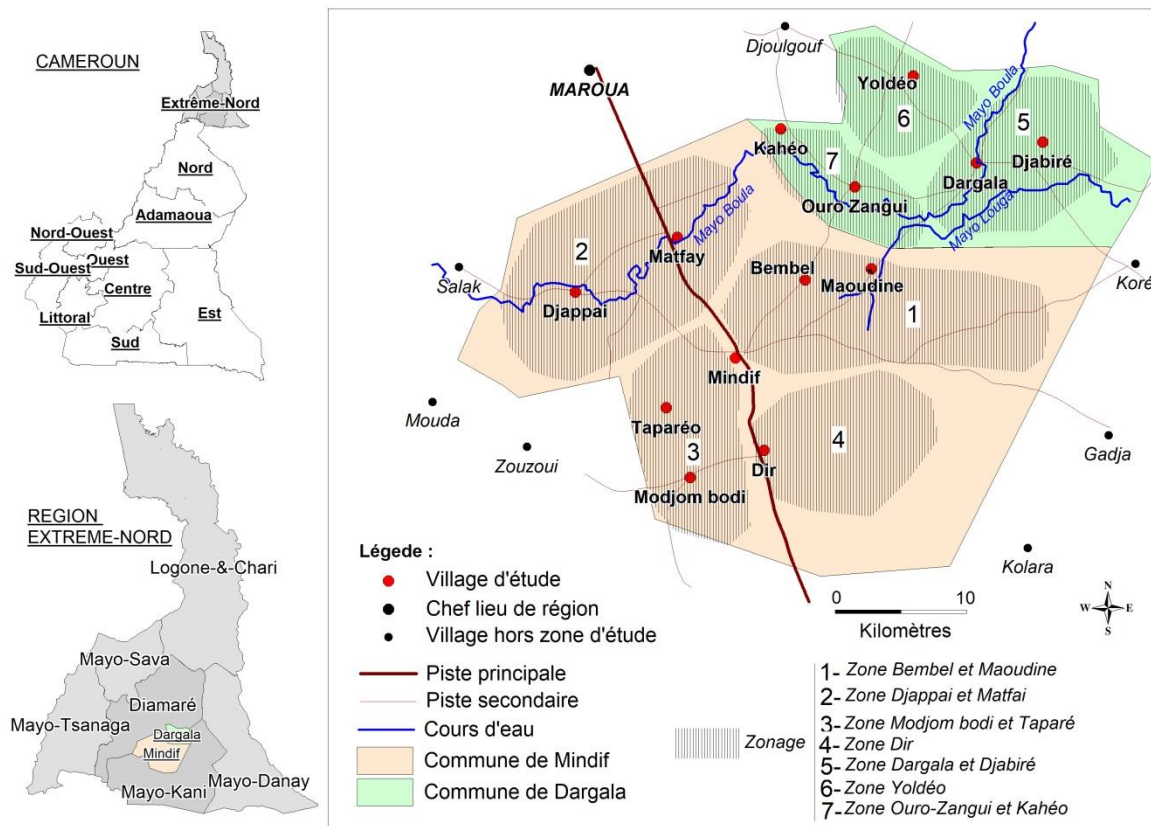 CAMEROUN
Extrême-Nord
Nord
Adamaoua
Nord-Ouest
Ouest
Sud-Ouest
Centre
Littoral
Est
Sud
REGION
EXTREME-NORD
Logone-&-Chari
Mayo-Sava
Diamaré
Mayo-Tsanaga
Dargala
Mindif
Mayo-Danay
Mayo-Kani
Djoulgouf
MAROUA
Yoldéo
6
Mayo Boula
5
Kahéo
7
Djabiré
Dargala
Ouro Zangui
Mayo Louga
Mayo Boula
2
Matfay
Bembel
Maoudine
Salak
Koré
Djappai
1
Mindif
Mouda
Taparéo
4
Gadja
Zouzoui
3
Dir
Modjom bodi
Kolara
Légede :
Village d'étude
Chef lieu de région
Village hors zone d'étude
0 10
Kilomètres
N
W E
S
Piste principale
Piste secondaire
Cours d'eau
Commune de Mindif
Commune de Dargala
Zonage
1- Zone Bembel et Maoudine
2- Zone Djappai et Matfai
3- Zone Modjom bodi et Taparé
4- Zone Dir
5- Zone Dargala et Djabiré
6- Zone Yoldéo
7- Zone Ouro-Zangui et Kahéo